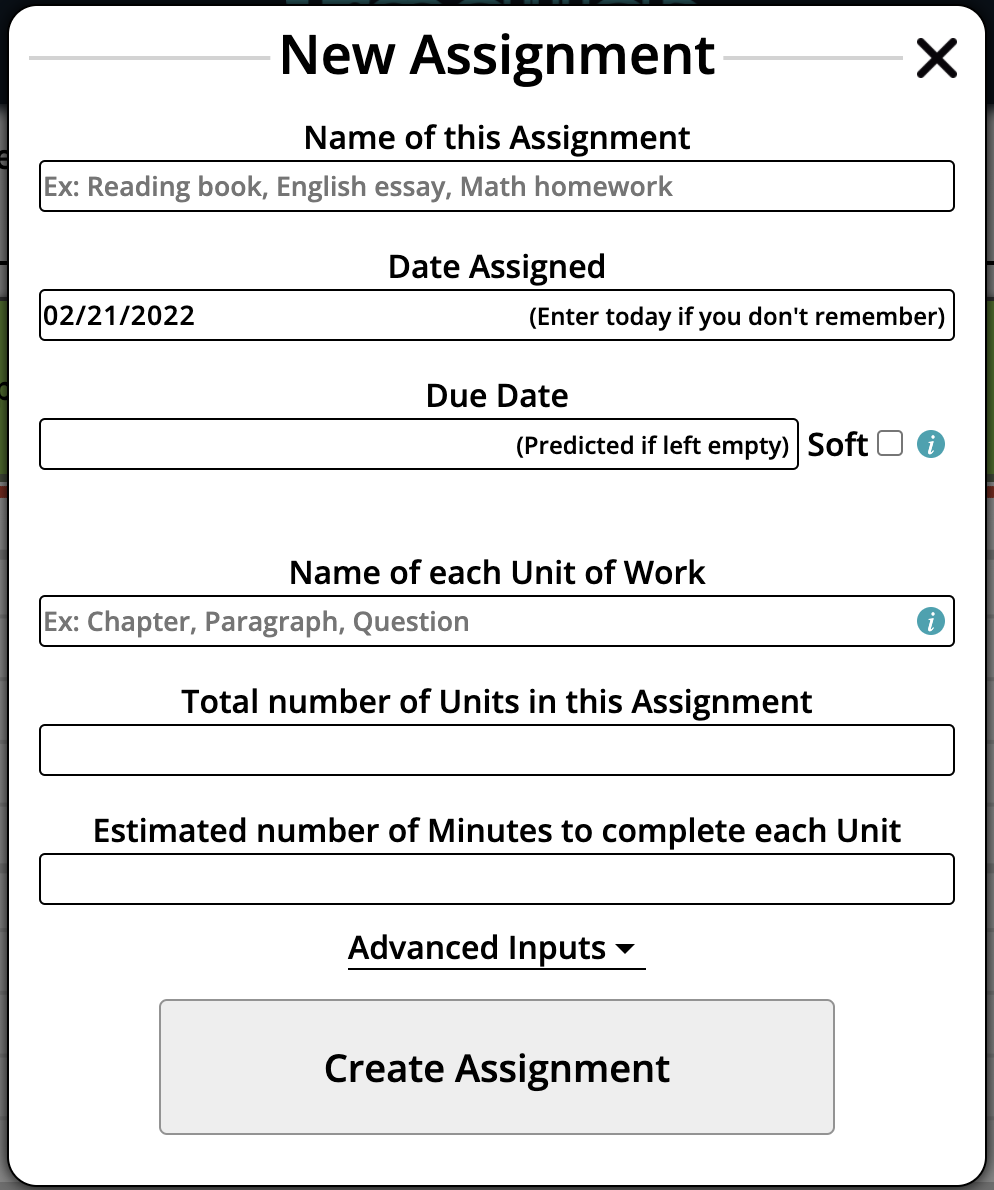 New Assignment
Name of this Assignment
Ex: Reading book, English essay, Math homework
Date Assigned
02/21/2022 (Enter today if you don't remember)
Due Date
(Predicted if left empty) Soft i
Name of each Unit of Work
Ex: Chapter, Paragraph, Question i
Total number of Units in this Assignment
Estimated number of Minutes to complete each Unit
Advanced Inputs
Create Assignment